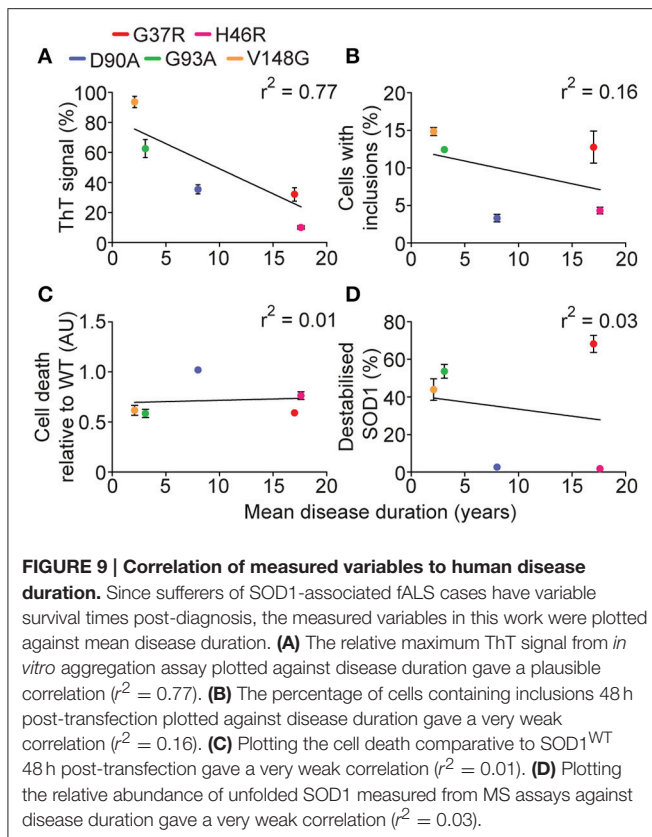 G37R H46R
D90A G93A V148G
A
r² = 0.77
ThT signal (%)
100
80
60
40
20
0
0 5 10 15 20
B
r² = 0.16
Cells with
inclusions (%)
20
15
10
5
0
0 5 10 15 20
C
r² = 0.01
Cell death
relative to WT (AU)
1.5
1.0
0.5
0.0
0 5 10 15 20
D
r² = 0.03
Destabilised
SOD1 (%)
80
60
40
20
0
0 5 10 15 20
Mean disease duration (years)
FIGURE 9 | Correlation of measured variables to human disease
duration. Since sufferers of SOD1-associated fALS cases have variable
survival times post-diagnosis, the measured variables in this work were plotted
against mean disease duration. (A) The relative maximum ThT signal from in
vitro aggregation assay plotted against disease duration gave a plausible
correlation (r² = 0.77). (B) The percentage of cells containing inclusions 48 h
post-transfection plotted against disease duration gave a very weak
correlation (r² = 0.16). (C) Plotting the cell death comparative to SOD1ᵂᵀ
48 h post-transfection gave a very weak correlation (r² = 0.01). (D) Plotting
the relative abundance of unfolded SOD1 measured from MS assays against
disease duration gave a very weak correlation (r² = 0.03).